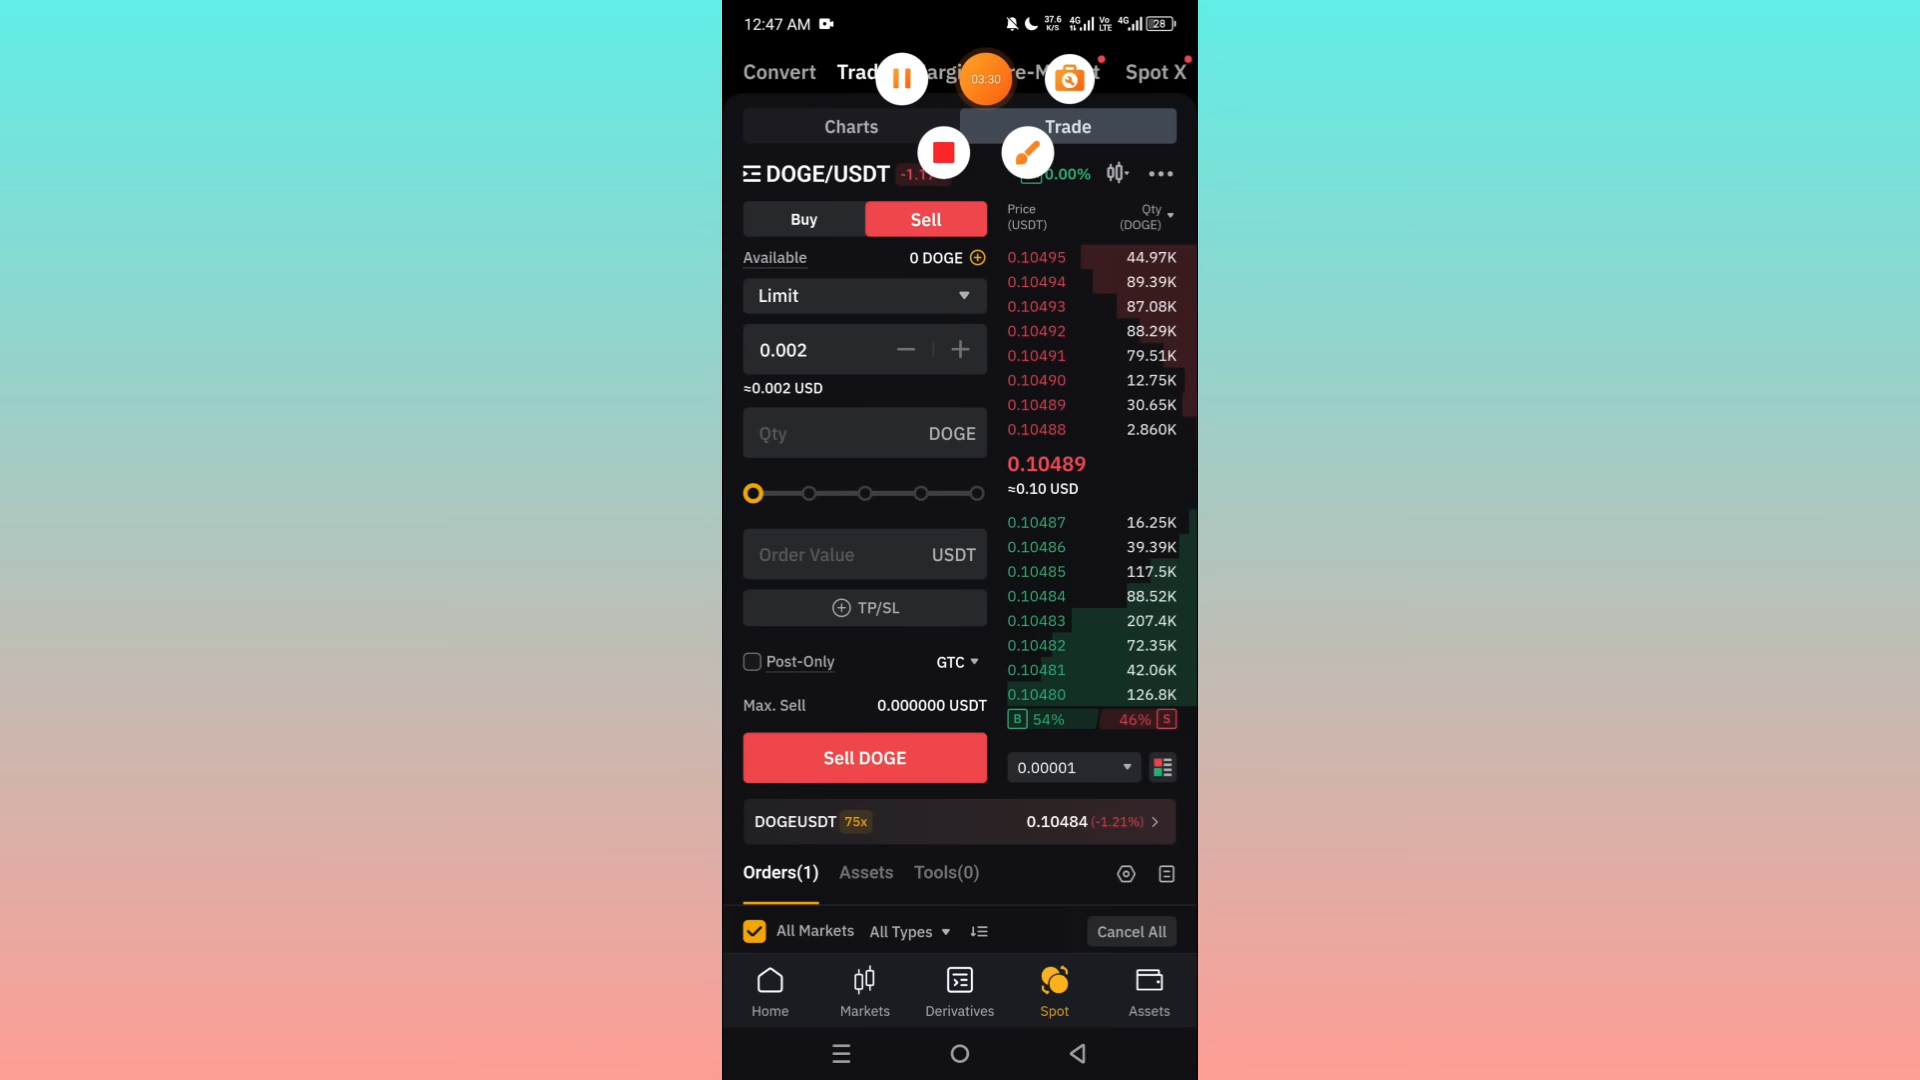 12:47 AM
37.6 K/S 4G Vo LTE 4G 28
Convert
03:30
Spot X
Charts
Trade
DOGE/USDT
0.00%
Buy
Sell
Price (USDT)
Qty (DOGE)
Available
0 DOGE
Limit
0.002
≈0.002 USD
Qty
DOGE
Order Value
USDT
TP/SL
Post-Only
GTC
Max. Sell
0.000000 USDT
Sell DOGE
0.10495 44.97K
0.10494 89.39K
0.10493 87.08K
0.10492 88.29K
0.10491 79.51K
0.10490 12.75K
0.10489 30.65K
0.10488 2.860K
0.10489
≈0.10 USD
0.10487 16.25K
0.10486 39.39K
0.10485 117.5K
0.10484 88.52K
0.10483 207.4K
0.10482 72.35K
0.10481 42.06K
0.10480 126.8K
B 54% 46% S
0.00001
DOGEUSDT 75x 0.10484 (-1.21%)
Orders(1) Assets Tools(0)
All Markets All Types Cancel All
Home Markets Derivatives Spot Assets